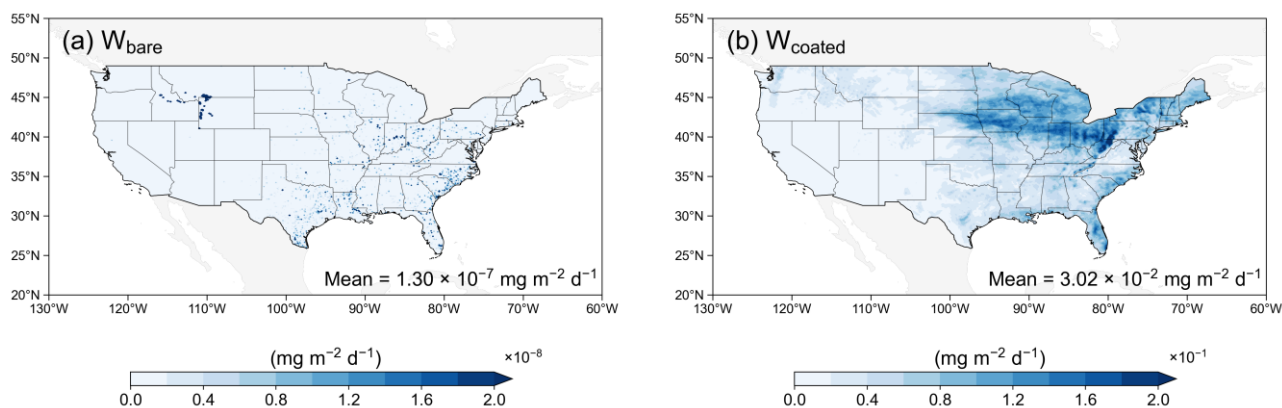 (a) W_bare
55°N
50°N
45°N
40°N
35°N
30°N
25°N
20°N
Mean = 1.30 × 10⁻⁷ mg m⁻² d⁻¹
130°W 120°W 110°W 100°W 90°W 80°W 70°W 60°W
(mg m⁻² d⁻¹) ×10⁻⁸
0.0 0.4 0.8 1.2 1.6 2.0
(b) W_coated
55°N
50°N
45°N
40°N
35°N
30°N
25°N
20°N
Mean = 3.02 × 10⁻² mg m⁻² d⁻¹
130°W 120°W 110°W 100°W 90°W 80°W 70°W 60°W
(mg m⁻² d⁻¹) ×10⁻¹
0.0 0.4 0.8 1.2 1.6 2.0